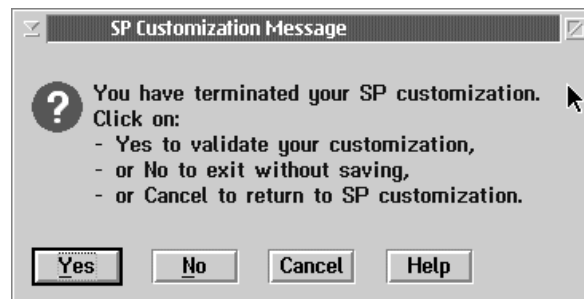 SP Customization Message
You have terminated your SP customization.
Click on:
- Yes to validate your customization,
- or No to exit without saving,
- or Cancel to return to SP customization.
Yes No Cancel Help